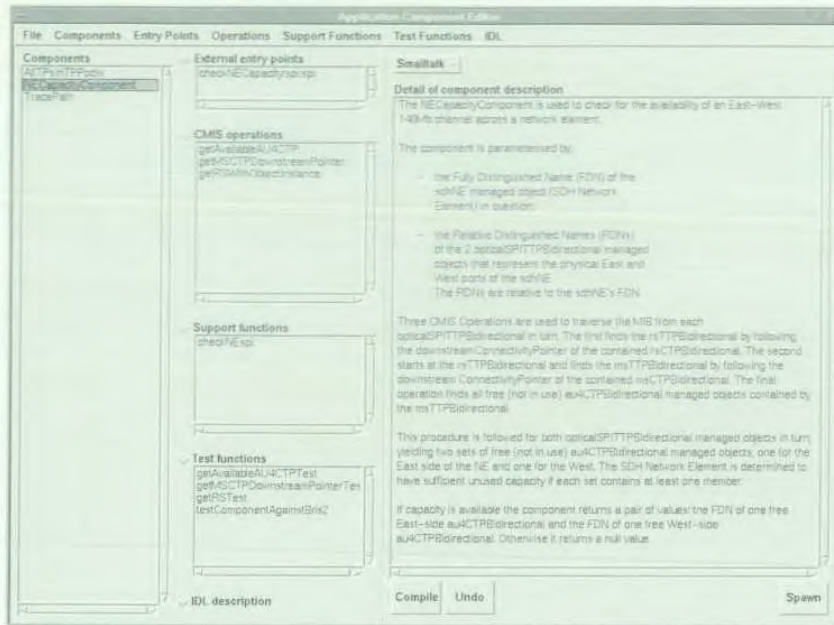 Application Component Editor
File Components Entry Points Operations Support Functions Test Functions IDL
Components
NECapacityComponent
TracePath
External entry points
CMIS operations
getAvailableAU4CTP
getMSCTPDownstreamPointer
getRSWithObjectInstance
Support functions
checkNE:spi
Test functions
getAvailableAU4CTPTest
getMSCTPDownstreamPointerTes
getRSTest
testComponentAgainstBris2
IDL description
Smalltalk
Detail of component description
The NECapacityComponent is used to check for the availability of an East-West
140Mb channel across a network element.
The component is parameterised by:
- the Fully Distinguished Name (FDN) of the
sdhNE managed object (SDH Network
Element) in question;
- the Relative Distinguished Names (RDNs)
of the 2 opticalSPITTPBidirectional managed
objects that represent the physical East and
West ports of the sdhNE.
The RDNs are relative to the sdhNE's FDN.
Three CMIS Operations are used to traverse the MIB from each
opticalSPITTPBidirectional in turn. The first finds the rsTTPBidirectional by following
the downstreamConnectivityPointer of the contained rsCTPBidirectional. The second
starts at the rsTTPBidirectional and finds the msTTPBidirectional by following the
downstream ConnectivityPointer of the contained msCTPBidirectional. The final
operation finds all free (not in use) au4CTPBidirectional managed objects contained by
the msTTPBidirectional.
This procedure is followed for both opticalSPITTPBidirectional managed objects in turn,
yielding two sets of free (not in use) au4CTPBidirectional managed objects, one for the
East side of the NE and one for the West. The SDH Network Element is determined to
have sufficient unused capacity if each set contains at least one member.
If capacity is available the component returns a pair of values: the FDN of one free
East-side au4CTPBidirectional and the FDN of one free West-side
au4CTPBidirectional. Otherwise it returns a null value.
Compile Undo Spawn